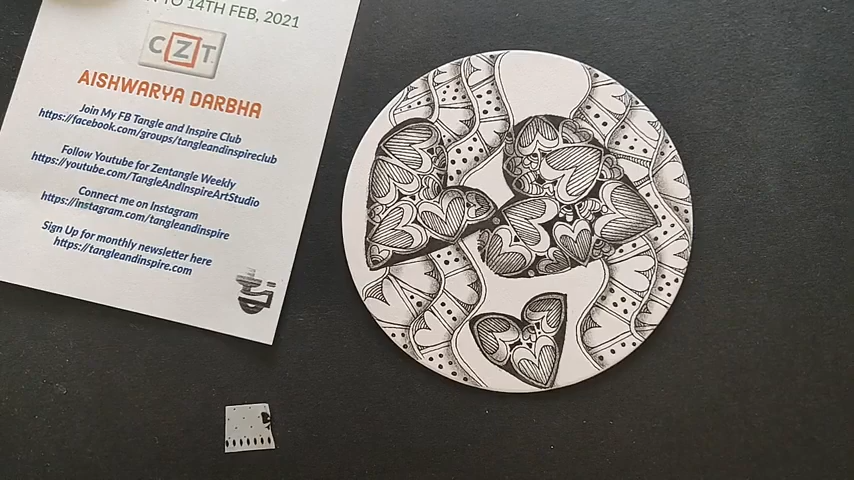 TO 14TH FEB, 2021
CZT
AISHWARYA DARBHA
Join My FB Tangle and Inspire Club
https://facebook.com/groups/tangleandinspireclub
Follow Youtube for Zentangle Weekly
https://youtube.com/TangleAndInspireArtStudio
Connect me on Instagram
https://instagram.com/tangleandinspire
Sign Up for monthly newsletter here
https://tangleandinspire.com